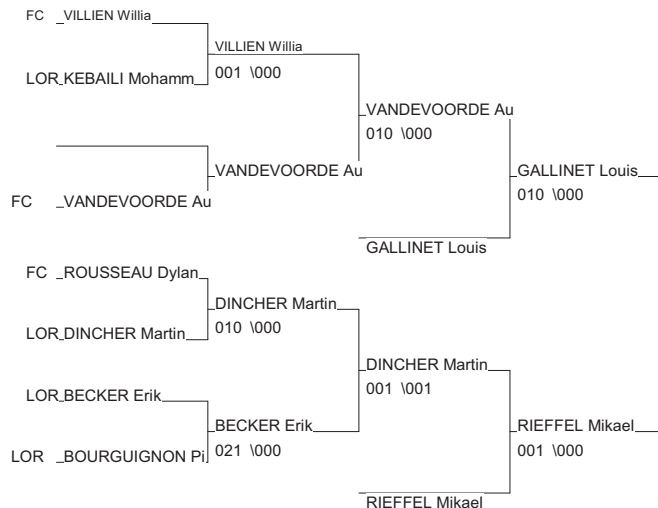 FC VILLIEN Willia
VILLIEN Willia
LOR KEBAILI Mohamm
001 \000
VANDEVOORDE Au
010 \000
VANDEVOORDE Au
GALLINET Louis
FC VANDEVOORDE Au
010 \000
GALLINET Louis
FC ROUSSEAU Dylan
DINCHER Martin
010 \000
LOR DINCHER Martin
DINCHER Martin
001 \001
LOR BECKER Erik
BECKER Erik
RIEFFEL Mikael
LOR BOURGUIGNON Pi
021 \000
001 \000
RIEFFEL Mikael